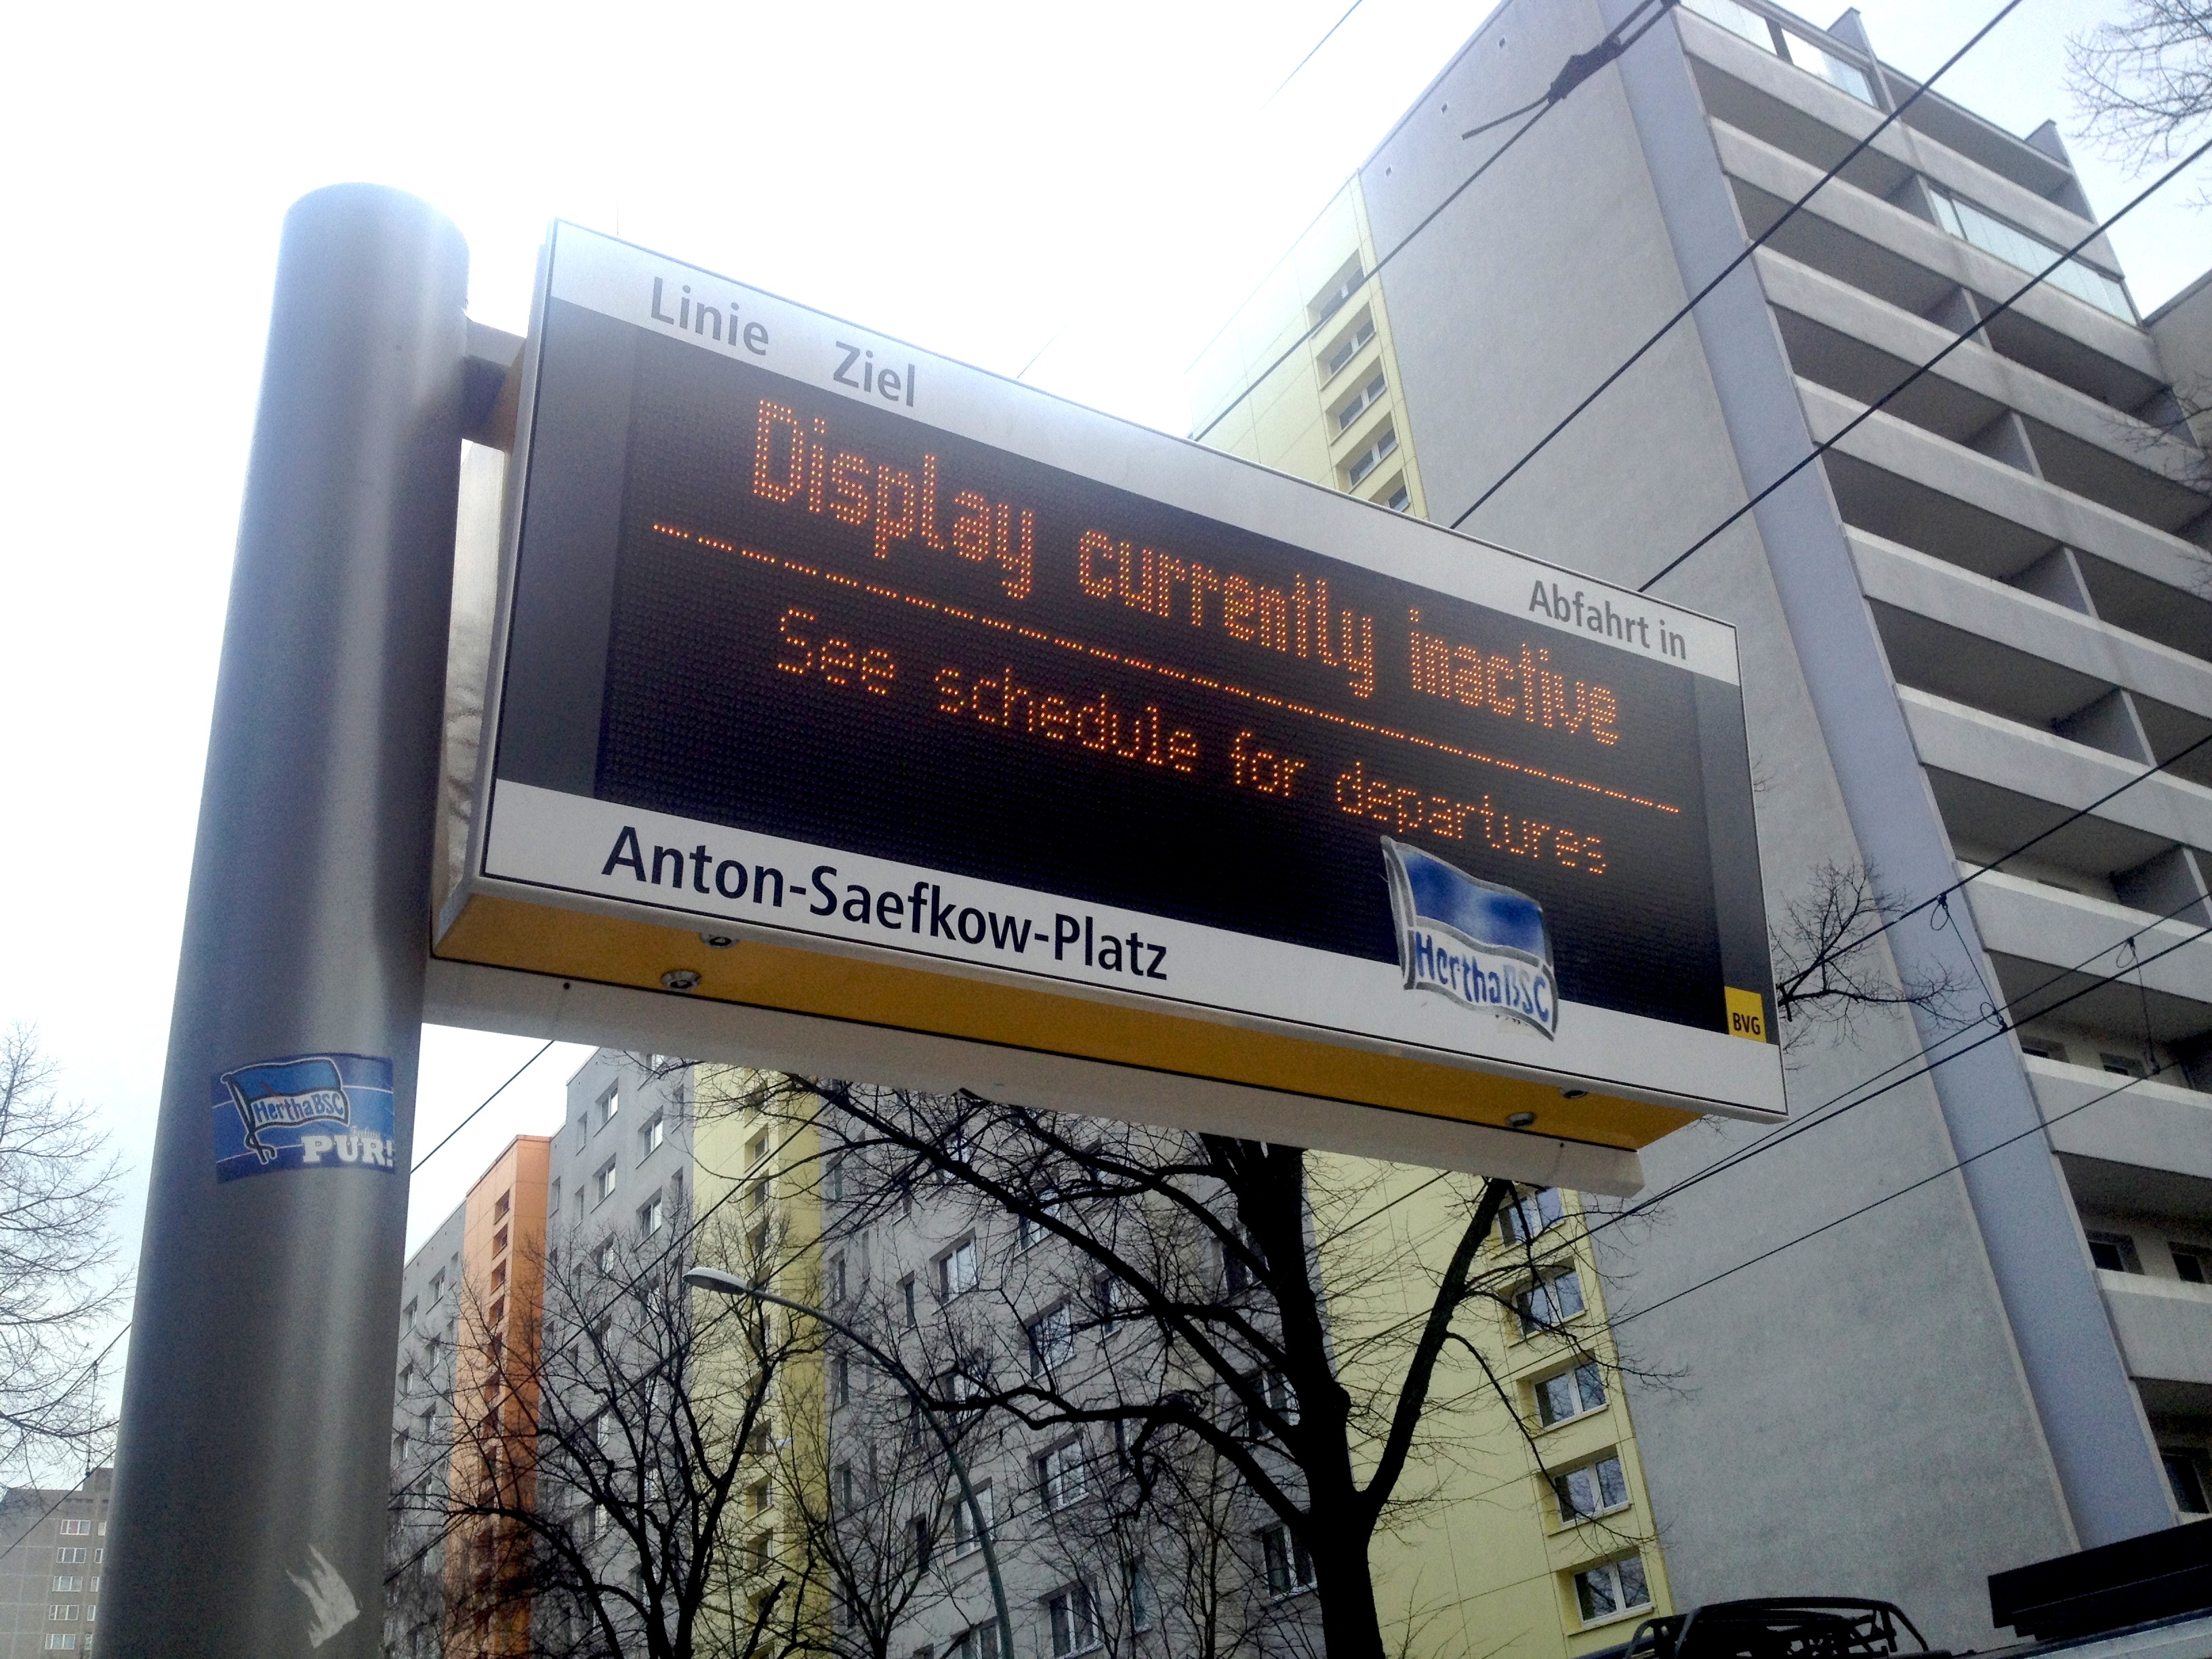 Linie Ziel Abfahrt in
Display currently inactive
See schedule for departures
Anton-Saefkow-Platz
HerthaBSC
BVG
HerthaBSC
PUR!